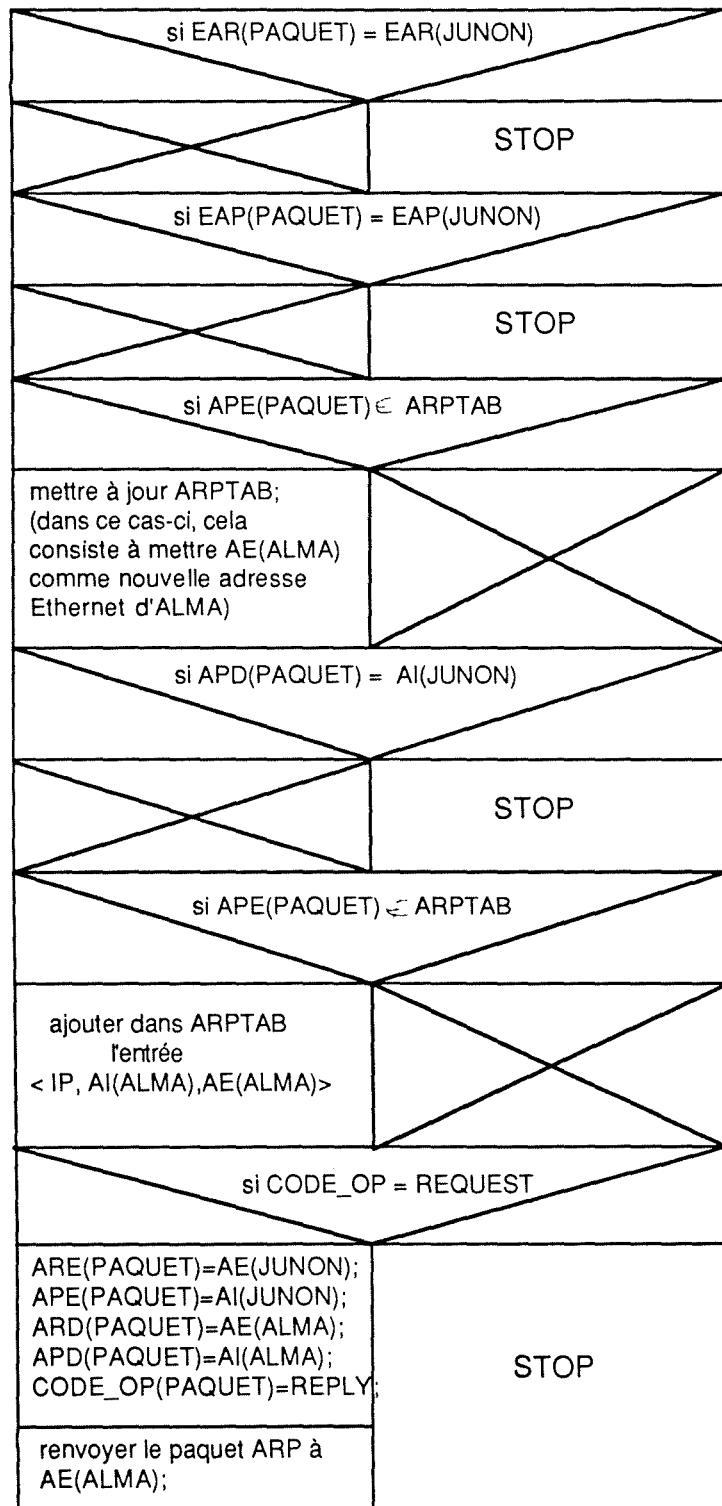 si EAR(PAQUET) = EAR(JUNON)
STOP
si EAP(PAQUET) = EAP(JUNON)
STOP
si APE(PAQUET) ∈ ARPTAB
mettre à jour ARPTAB;
(dans ce cas-ci, cela
consiste à mettre AE(ALMA)
comme nouvelle adresse
Ethernet d'ALMA)
si APD(PAQUET) = AI(JUNON)
STOP
si APE(PAQUET) ∈ ARPTAB
ajouter dans ARPTAB
l'entrée
< IP, AI(ALMA),AE(ALMA)>
si CODE_OP = REQUEST
ARE(PAQUET)=AE(JUNON);
APE(PAQUET)=AI(JUNON);
ARD(PAQUET)=AE(ALMA);
APD(PAQUET)=AI(ALMA);
CODE_OP(PAQUET)=REPLY;
STOP
renvoyer le paquet ARP à
AE(ALMA);